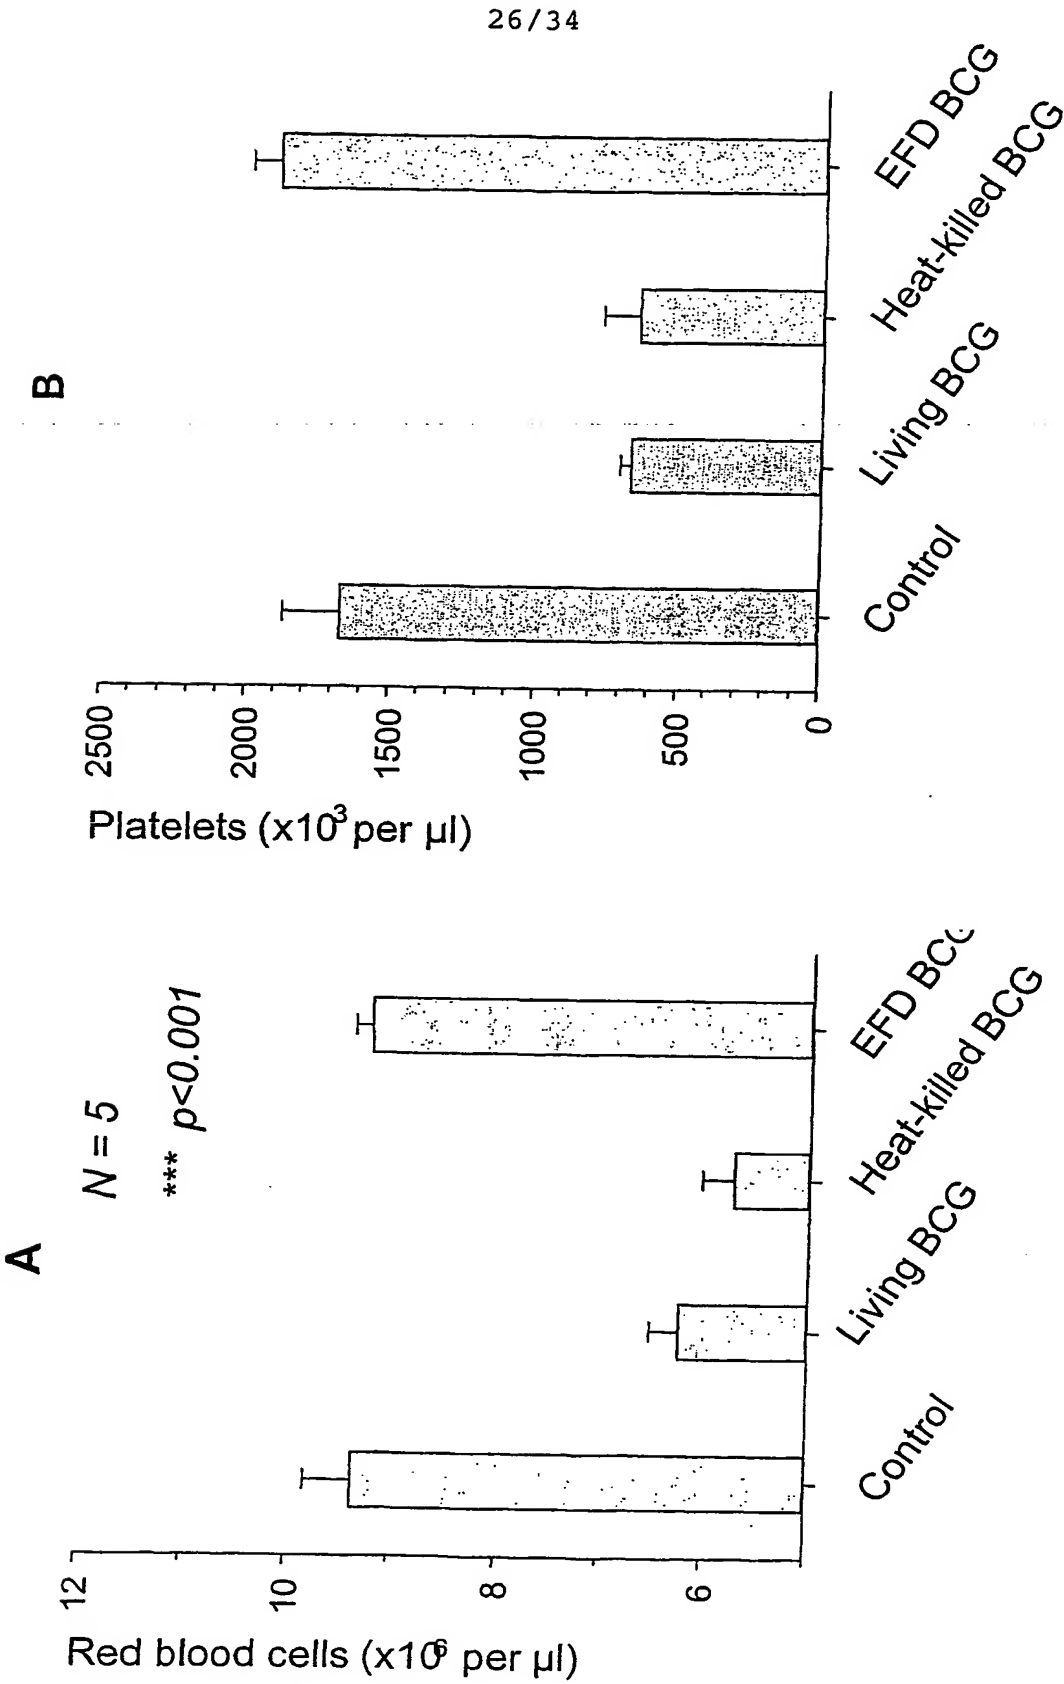 26/34
A
N = 5
*** p<0.001
Red blood cells (x10⁶ per µl)
12
10
8
6
Control
Living BCG
Heat-killed BCG
EFD BCG
B
Platelets (x10³ per µl)
2500
2000
1500
1000
500
0
Control
Living BCG
Heat-killed BCG
EFD BCG